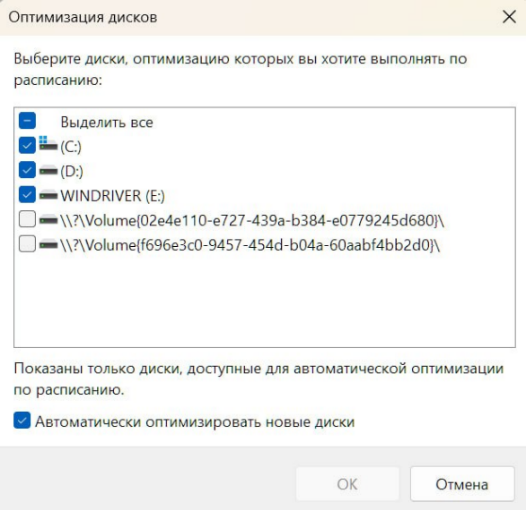 Оптимизация дисков
Выберите диски, оптимизацию которых вы хотите выполнять по
расписанию:
Выделить все
(C:)
(D:)
WINDRIVER (E:)
\\?\Volume{02e4e110-e727-439a-b384-e0779245d680}\
\\?\Volume{f696e3c0-9457-454d-b04a-60aabf4bb2d0}\
Показаны только диски, доступные для автоматической оптимизации
по расписанию.
Автоматически оптимизировать новые диски
ОК
Отмена